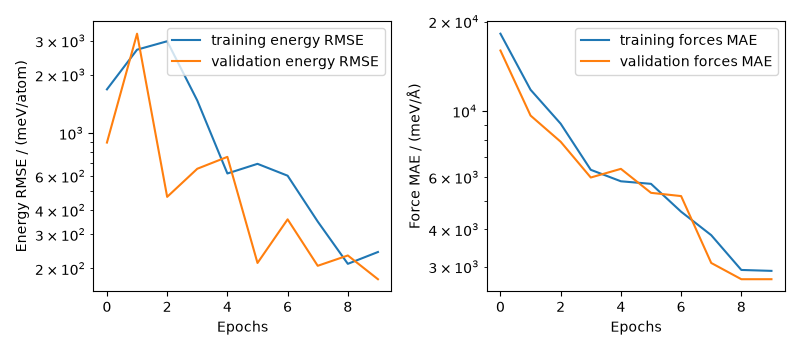 training energy RMSE
validation energy RMSE
Energy RMSE / (meV/atom)
3 × 10³
2 × 10³
10³
6 × 10²
4 × 10²
3 × 10²
2 × 10²
0 2 4 6 8
Epochs
training forces MAE
validation forces MAE
Force MAE / (meV/Å)
2 × 10⁴
10⁴
6 × 10³
4 × 10³
3 × 10³
0 2 4 6 8
Epochs